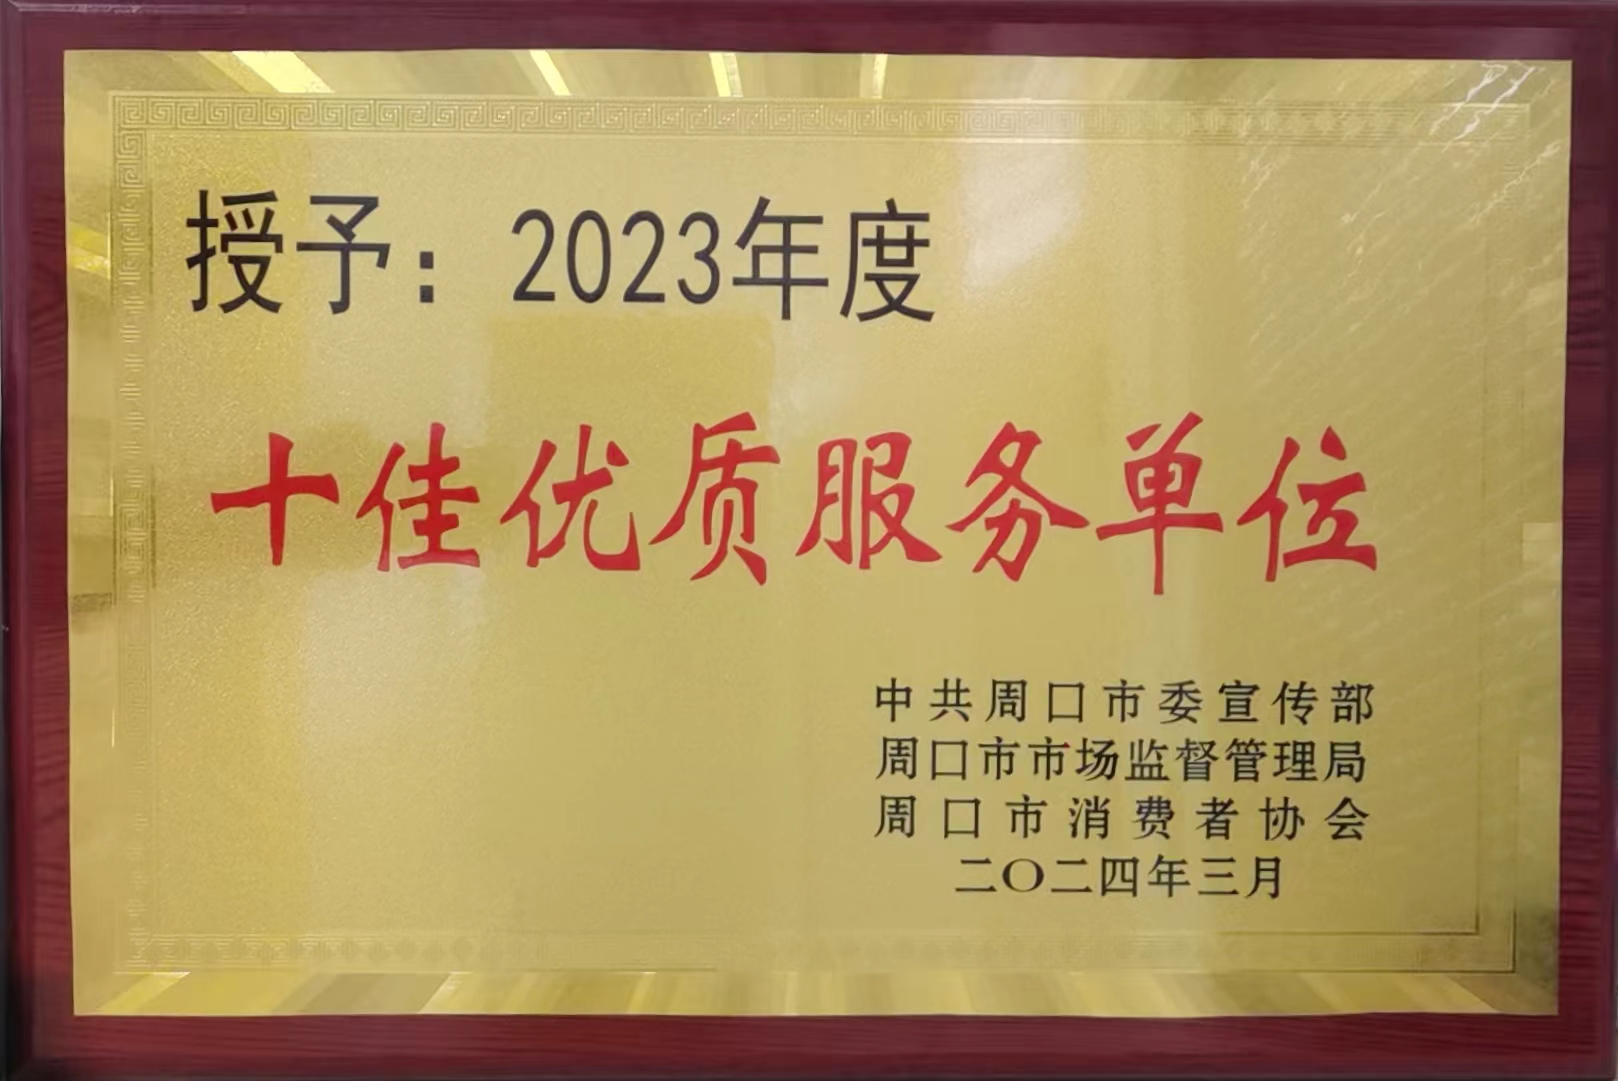 授予：2023年度
十佳优质服务单位
中共周口市委宣传部
周口市市场监督管理局
周口市消费者协会
二〇二四年三月